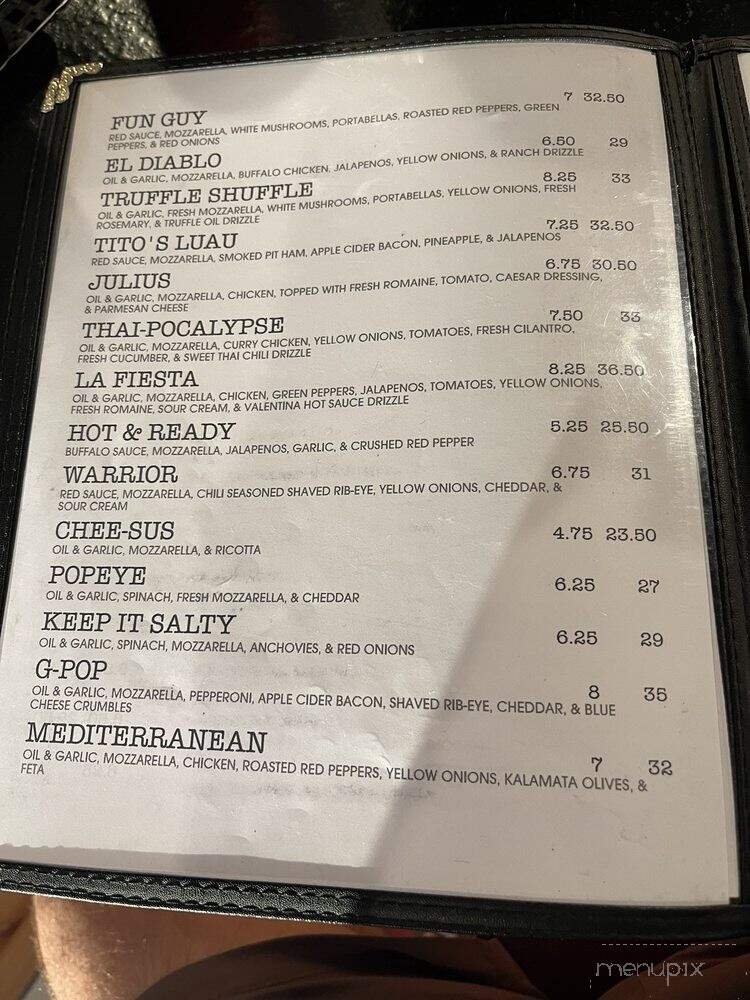 FUN GUY 7 32.50
RED SAUCE, MOZZARELLA, WHITE MUSHROOMS, PORTABELLAS, ROASTED RED PEPPERS, GREEN
PEPPERS, & RED ONIONS
EL DIABLO 6.50 29
OIL & GARLIC, MOZZARELLA, BUFFALO CHICKEN, JALAPENOS, YELLOW ONIONS, & RANCH DRIZZLE
TRUFFLE SHUFFLE 8.25 33
OIL & GARLIC, FRESH MOZZARELLA, WHITE MUSHROOMS, PORTABELLAS, YELLOW ONIONS, FRESH
ROSEMARY, & TRUFFLE OIL DRIZZLE
TITO'S LUAU 7.25 32.50
RED SAUCE, MOZZARELLA, SMOKED PIT HAM, APPLE CIDER BACON, PINEAPPLE, & JALAPENOS
JULIUS 6.75 30.50
OIL & GARLIC, MOZZARELLA, CHICKEN, TOPPED WITH FRESH ROMAINE, TOMATO, CAESAR DRESSING,
& PARMESAN CHEESE
THAI-POCALYPSE 7.50 33
OIL & GARLIC, MOZZARELLA, CURRY CHICKEN, YELLOW ONIONS, TOMATOES, FRESH CILANTRO,
FRESH CUCUMBER, & SWEET THAI CHILI DRIZZLE
LA FIESTA 8.25 36.50
OIL & GARLIC, MOZZARELLA, CHICKEN, GREEN PEPPERS, JALAPENOS, TOMATOES, YELLOW ONIONS,
FRESH ROMAINE, SOUR CREAM, & VALENTINA HOT SAUCE DRIZZLE
HOT & READY 5.25 25.50
BUFFALO SAUCE, MOZZARELLA, JALAPENOS, GARLIC, & CRUSHED RED PEPPER
WARRIOR 6.75 31
RED SAUCE, MOZZARELLA, CHILI SEASONED SHAVED RIB-EYE, YELLOW ONIONS, CHEDDAR, &
SOUR CREAM
CHEE-SUS 4.75 23.50
OIL & GARLIC, MOZZARELLA, & RICOTTA
POPEYE 6.25 27
OIL & GARLIC, SPINACH, FRESH MOZZARELLA, & CHEDDAR
KEEP IT SALTY 6.25 29
OIL & GARLIC, SPINACH, MOZZARELLA, ANCHOVIES, & RED ONIONS
G-POP 8 35
OIL & GARLIC, MOZZARELLA, PEPPERONI, APPLE CIDER BACON, SHAVED RIB-EYE, CHEDDAR, & BLUE
CHEESE CRUMBLES
MEDITERRANEAN 7 32
OIL & GARLIC, MOZZARELLA, CHICKEN, ROASTED RED PEPPERS, YELLOW ONIONS, KALAMATA OLIVES, &
FETA
menupix